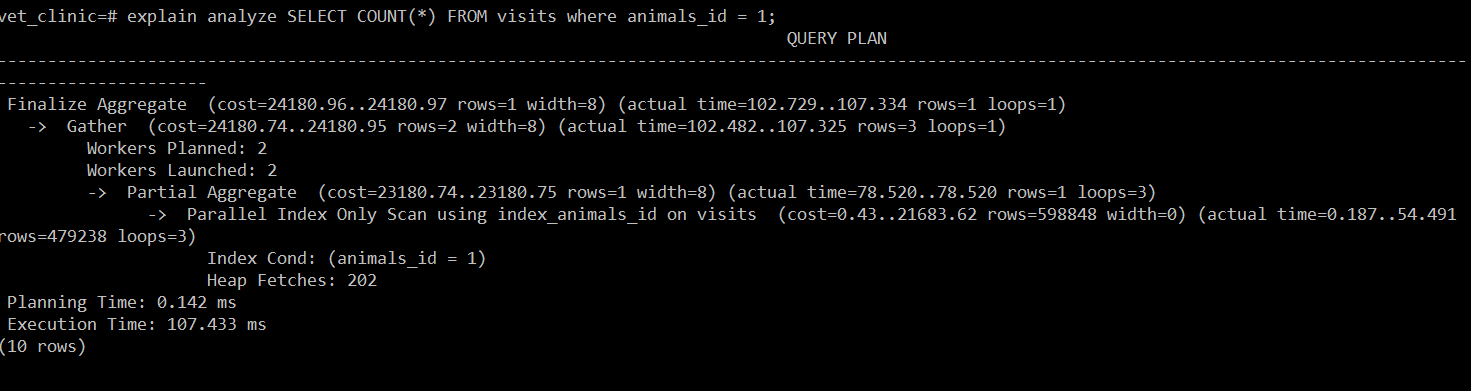 vet_clinic=# explain analyze SELECT COUNT(*) FROM visits where animals_id = 1;
QUERY PLAN
-----------------------------------------------------------------------------------------------------------------------------------------------------
---------------------
Finalize Aggregate  (cost=24180.96..24180.97 rows=1 width=8) (actual time=102.729..107.334 rows=1 loops=1)
->  Gather  (cost=24180.74..24180.95 rows=2 width=8) (actual time=102.482..107.325 rows=3 loops=1)
Workers Planned: 2
Workers Launched: 2
->  Partial Aggregate  (cost=23180.74..23180.75 rows=1 width=8) (actual time=78.520..78.520 rows=1 loops=3)
->  Parallel Index Only Scan using index_animals_id on visits  (cost=0.43..21683.62 rows=598848 width=0) (actual time=0.187..54.491
rows=479238 loops=3)
Index Cond: (animals_id = 1)
Heap Fetches: 202
Planning Time: 0.142 ms
Execution Time: 107.433 ms
(10 rows)